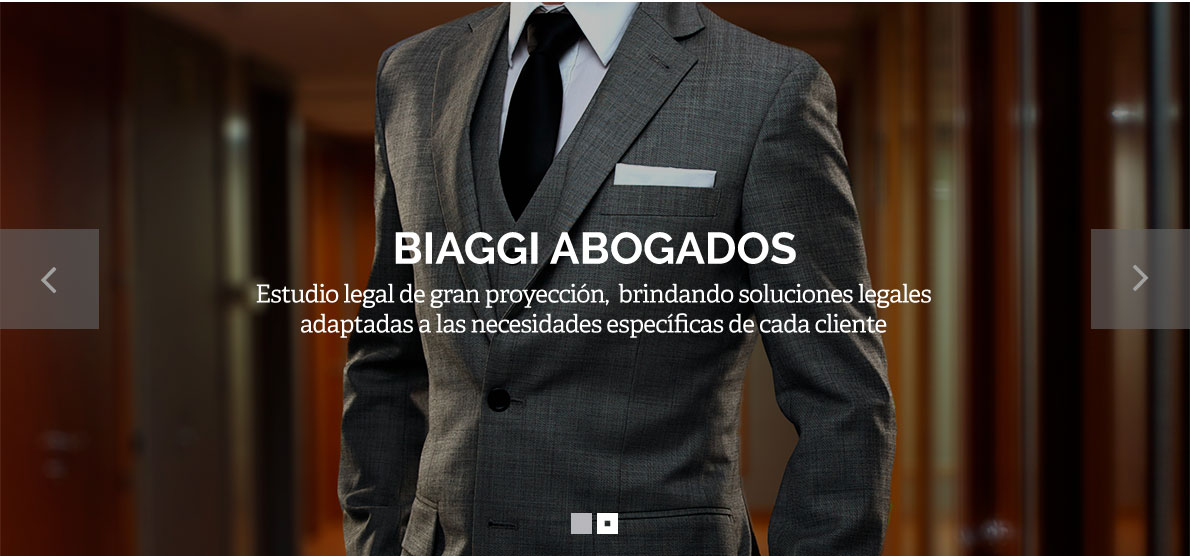 BIAGGI ABOGADOS
Estudio legal de gran proyección,  brindando soluciones legales
adaptadas a las necesidades específicas de cada cliente